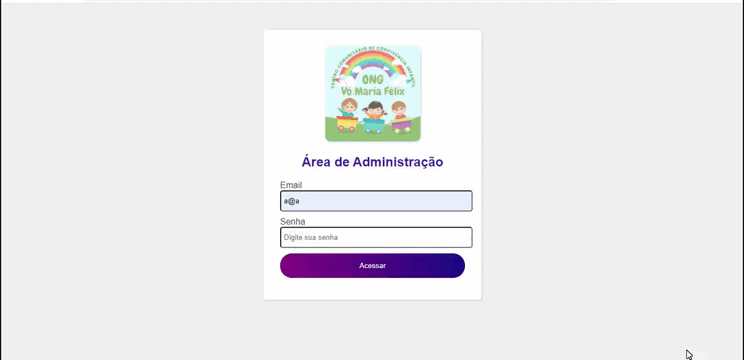 CENTRO COMUNITÁRIO DE CONVIVÊNCIA INFANTIL
ONG
Vó Maria Félix
Área de Administração
Email
a@a
Senha
Digite sua senha
Acessar